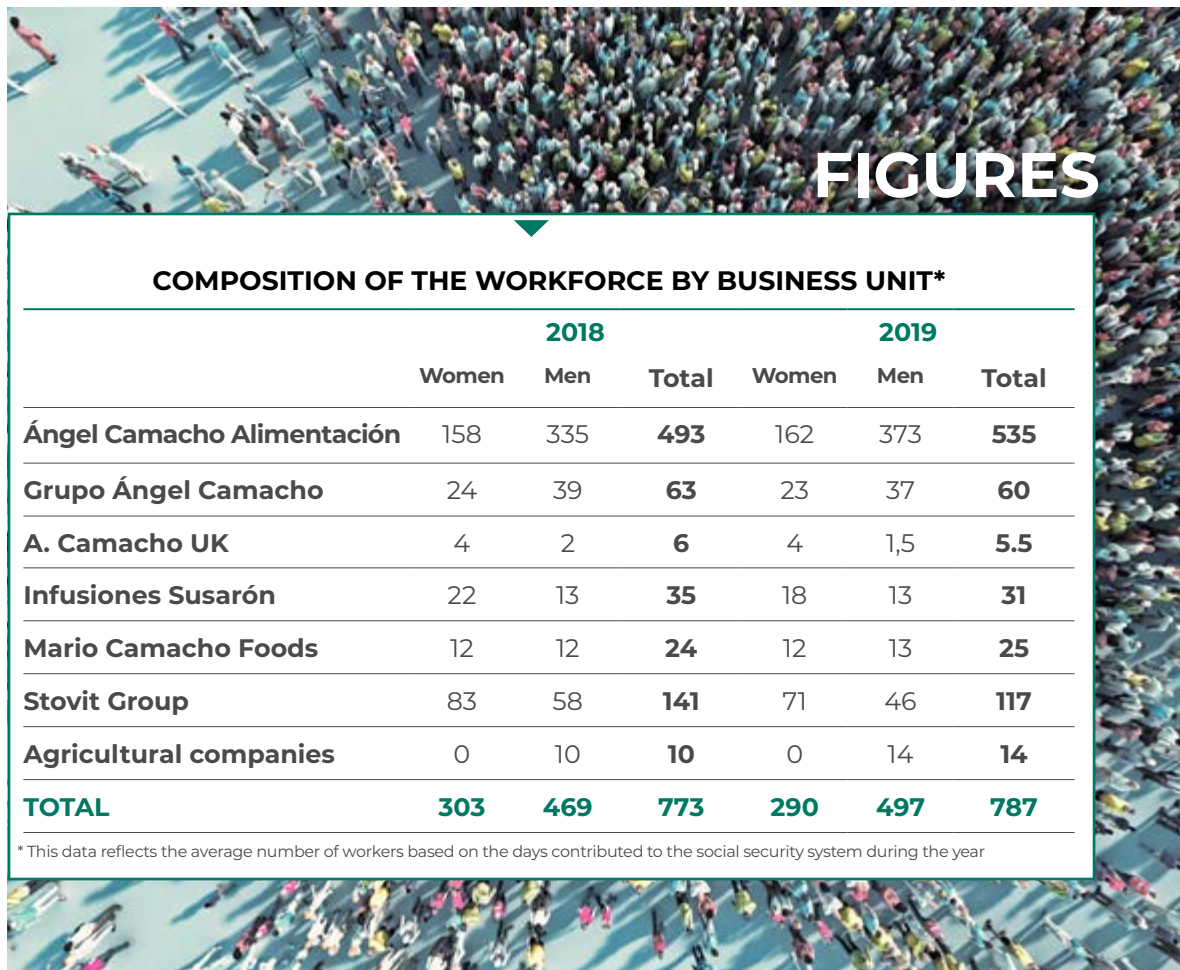 FIGURES
COMPOSITION OF THE WORKFORCE BY BUSINESS UNIT*
2018 2019
Women Men Total Women Men Total
Ángel Camacho Alimentación 158 335 493 162 373 535
Grupo Ángel Camacho 24 39 63 23 37 60
A. Camacho UK 4 2 6 4 1,5 5.5
Infusiones Susarón 22 13 35 18 13 31
Mario Camacho Foods 12 12 24 12 13 25
Stovit Group 83 58 141 71 46 117
Agricultural companies 0 10 10 0 14 14
TOTAL 303 469 773 290 497 787
* This data reflects the average number of workers based on the days contributed to the social security system during the year